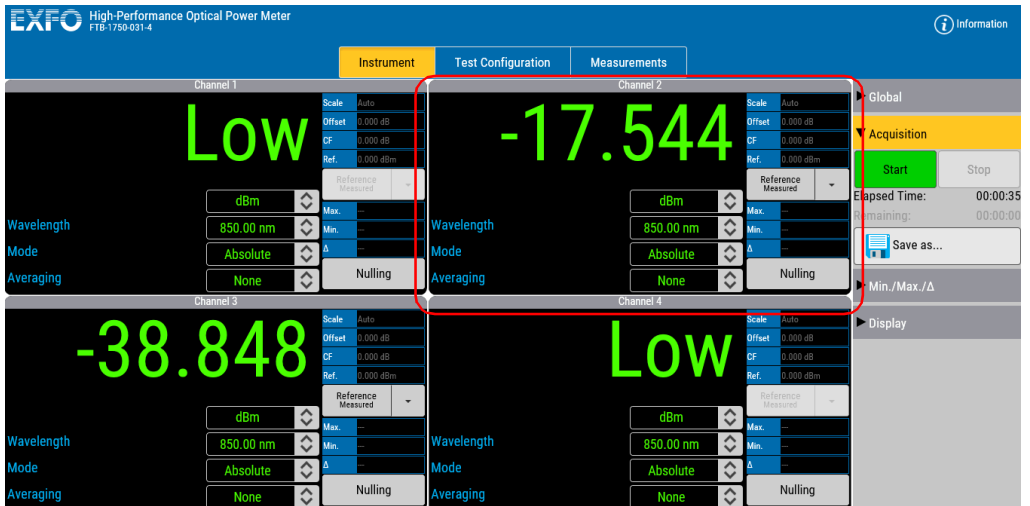 EXFO High-Performance Optical Power Meter
FTB-1750-031-4
Information
Instrument Test Configuration Measurements
Channel 1
Low
Scale Auto
Offset 0.000 dB
CF 0.000 dB
Ref. 0.000 dBm
Reference
Measured
dBm
Max. --
Wavelength 850.00 nm
Min. --
Mode Absolute
Δ --
Averaging None
Nulling
Channel 2
-17.544
Scale Auto
Offset 0.000 dB
CF 0.000 dB
Ref. 0.000 dBm
Reference
Measured
dBm
Max. --
Wavelength 850.00 nm
Min. --
Mode Absolute
Δ --
Averaging None
Nulling
Channel 3
-38.848
Scale Auto
Offset 0.000 dB
CF 0.000 dB
Ref. 0.000 dBm
Reference
Measured
dBm
Max. --
Wavelength 850.00 nm
Min. --
Mode Absolute
Δ --
Averaging None
Nulling
Channel 4
Low
Scale Auto
Offset 0.000 dB
CF 0.000 dB
Ref. 0.000 dBm
Reference
Measured
dBm
Max. --
Wavelength 850.00 nm
Min. --
Mode Absolute
Δ --
Averaging None
Nulling
Global
Acquisition
Start Stop
Elapsed Time: 00:00:35
Remaining: 00:00:00
Save as...
Min./Max./Δ
Display